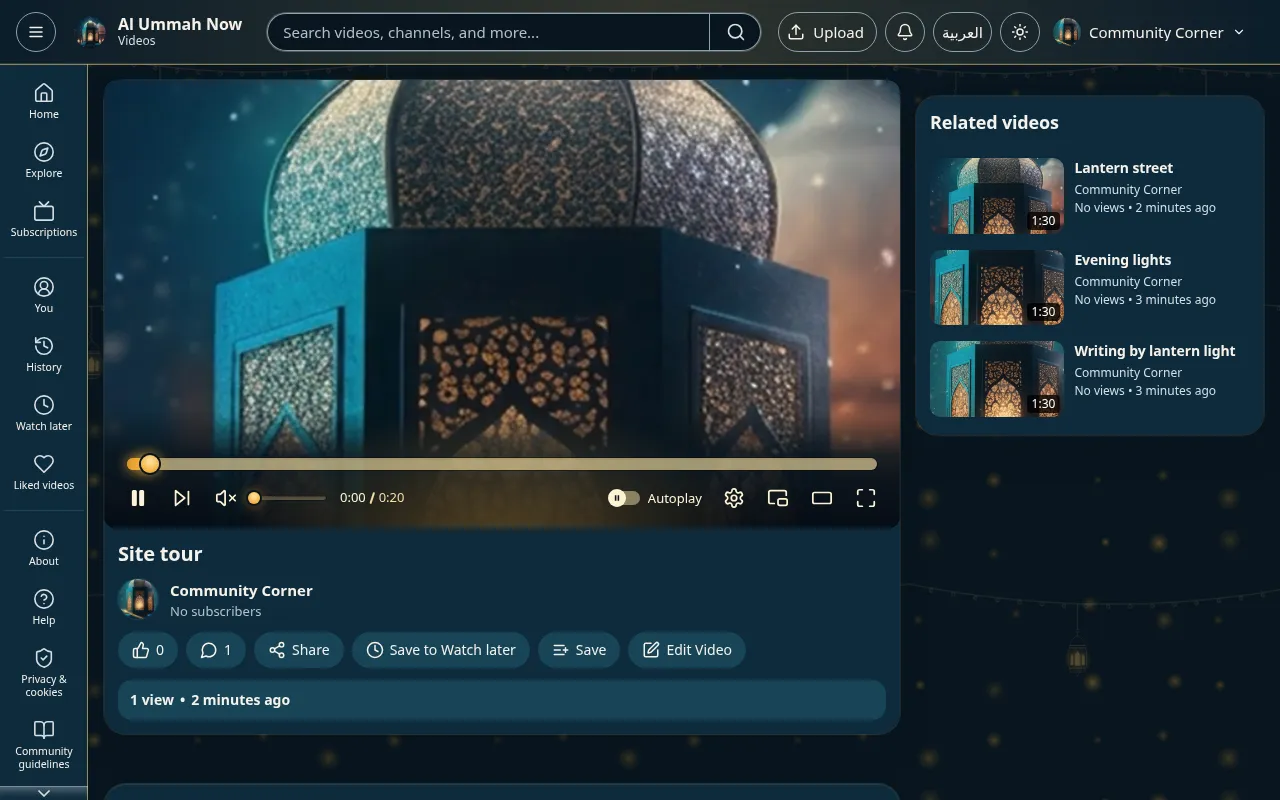 Al Ummah Now
Videos
Search videos, channels, and more...
Upload
العربية
Community Corner
Home
Explore
Subscriptions
You
History
Watch later
Liked videos
About
Help
Privacy &
cookies
Community
guidelines
0:00 / 0:20
Autoplay
Site tour
Community Corner
No subscribers
0
1
Share
Save to Watch later
Save
Edit Video
1 view • 2 minutes ago
Related videos
1:30
Lantern street
Community Corner
No views • 2 minutes ago
1:30
Evening lights
Community Corner
No views • 3 minutes ago
1:30
Writing by lantern light
Community Corner
No views • 3 minutes ago